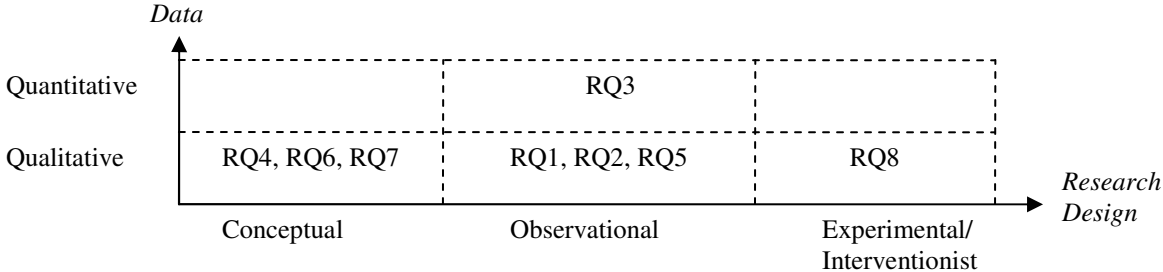 Data
Quantitative
RQ3
Qualitative
RQ4, RQ6, RQ7
RQ1, RQ2, RQ5
RQ8
Research
Design
Conceptual
Observational
Experimental/
Interventionist